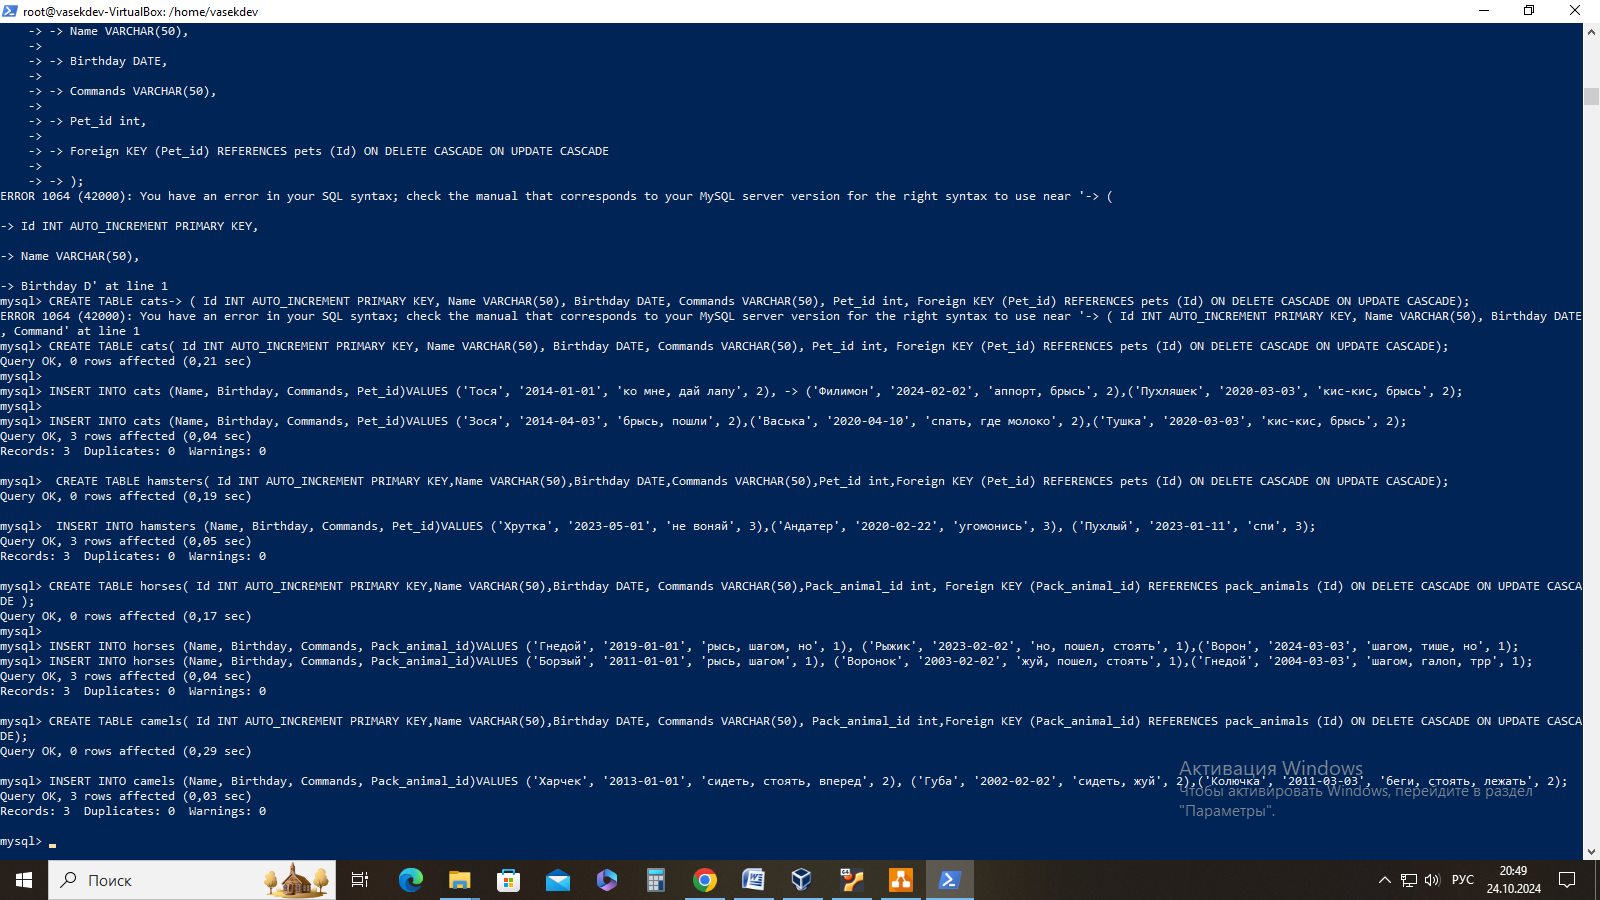 root@vasekdev-VirtualBox: /home/vasekdev
-> -> Name VARCHAR(50),
->
-> -> Birthday DATE,
->
-> -> Commands VARCHAR(50),
->
-> -> Pet_id int,
->
-> -> Foreign KEY (Pet_id) REFERENCES pets (Id) ON DELETE CASCADE ON UPDATE CASCADE
->
-> -> );
ERROR 1064 (42000): You have an error in your SQL syntax; check the manual that corresponds to your MySQL server version for the right syntax to use near '-> (
-> Id INT AUTO_INCREMENT PRIMARY KEY,
-> Name VARCHAR(50),
-> Birthday D' at line 1
mysql> CREATE TABLE cats-> ( Id INT AUTO_INCREMENT PRIMARY KEY, Name VARCHAR(50), Birthday DATE, Commands VARCHAR(50), Pet_id int, Foreign KEY (Pet_id) REFERENCES pets (Id) ON DELETE CASCADE ON UPDATE CASCADE);
ERROR 1064 (42000): You have an error in your SQL syntax; check the manual that corresponds to your MySQL server version for the right syntax to use near '-> ( Id INT AUTO_INCREMENT PRIMARY KEY, Name VARCHAR(50), Birthday DATE
, Command' at line 1
mysql> CREATE TABLE cats( Id INT AUTO_INCREMENT PRIMARY KEY, Name VARCHAR(50), Birthday DATE, Commands VARCHAR(50), Pet_id int, Foreign KEY (Pet_id) REFERENCES pets (Id) ON DELETE CASCADE ON UPDATE CASCADE);
Query OK, 0 rows affected (0,21 sec)
mysql>
mysql> INSERT INTO cats (Name, Birthday, Commands, Pet_id)VALUES ('Тося', '2014-01-01', 'ко мне, дай лапу', 2), -> ('Филимон', '2024-02-02', 'аппорт, брысь', 2),('Пухляшек', '2020-03-03', 'кис-кис, брысь', 2);
mysql>
mysql> INSERT INTO cats (Name, Birthday, Commands, Pet_id)VALUES ('Зося', '2014-04-03', 'брысь, пошли', 2),('Васька', '2020-04-10', 'спать, где молоко', 2),('Тушка', '2020-03-03', 'кис-кис, брысь', 2);
Query OK, 3 rows affected (0,04 sec)
Records: 3  Duplicates: 0  Warnings: 0
mysql>  CREATE TABLE hamsters( Id INT AUTO_INCREMENT PRIMARY KEY,Name VARCHAR(50),Birthday DATE,Commands VARCHAR(50),Pet_id int,Foreign KEY (Pet_id) REFERENCES pets (Id) ON DELETE CASCADE ON UPDATE CASCADE);
Query OK, 0 rows affected (0,19 sec)
mysql>  INSERT INTO hamsters (Name, Birthday, Commands, Pet_id)VALUES ('Хрутка', '2023-05-01', 'не воняй', 3),('Андатер', '2020-02-22', 'угомонись', 3), ('Пухлый', '2023-01-11', 'спи', 3);
Query OK, 3 rows affected (0,05 sec)
Records: 3  Duplicates: 0  Warnings: 0
mysql> CREATE TABLE horses( Id INT AUTO_INCREMENT PRIMARY KEY,Name VARCHAR(50),Birthday DATE, Commands VARCHAR(50),Pack_animal_id int, Foreign KEY (Pack_animal_id) REFERENCES pack_animals (Id) ON DELETE CASCADE ON UPDATE CASCA
DE );
Query OK, 0 rows affected (0,17 sec)
mysql>
mysql> INSERT INTO horses (Name, Birthday, Commands, Pack_animal_id)VALUES ('Гнедой', '2019-01-01', 'рысь, шагом, но', 1), ('Рыжик', '2023-02-02', 'но, пошел, стоять', 1),('Ворон', '2024-03-03', 'шагом, тише, но', 1);
mysql> INSERT INTO horses (Name, Birthday, Commands, Pack_animal_id)VALUES ('Борзый', '2011-01-01', 'рысь, шагом', 1), ('Воронок', '2003-02-02', 'жуй, пошел, стоять', 1),('Гнедой', '2004-03-03', 'шагом, галоп, трр', 1);
Query OK, 3 rows affected (0,04 sec)
Records: 3  Duplicates: 0  Warnings: 0
mysql> CREATE TABLE camels( Id INT AUTO_INCREMENT PRIMARY KEY,Name VARCHAR(50),Birthday DATE, Commands VARCHAR(50), Pack_animal_id int,Foreign KEY (Pack_animal_id) REFERENCES pack_animals (Id) ON DELETE CASCADE ON UPDATE CASCA
DE);
Query OK, 0 rows affected (0,29 sec)
mysql> INSERT INTO camels (Name, Birthday, Commands, Pack_animal_id)VALUES ('Харчек', '2013-01-01', 'сидеть, стоять, вперед', 2), ('Губа', '2002-02-02', 'сидеть, жуй', 2),('Колючка', '2011-03-03', 'беги, стоять, лежать', 2);
Query OK, 3 rows affected (0,03 sec)
Records: 3  Duplicates: 0  Warnings: 0
mysql>
Активация Windows
Чтобы активировать Windows, перейдите в раздел
"Параметры".
Поиск
РУС
20:49
24.10.2024